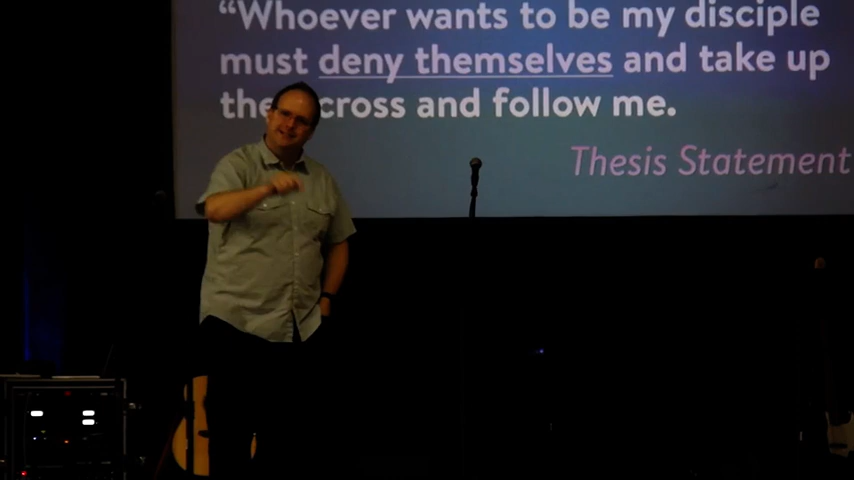 “Whoever wants to be my disciple
must deny themselves and take up
the cross and follow me.
Thesis Statement